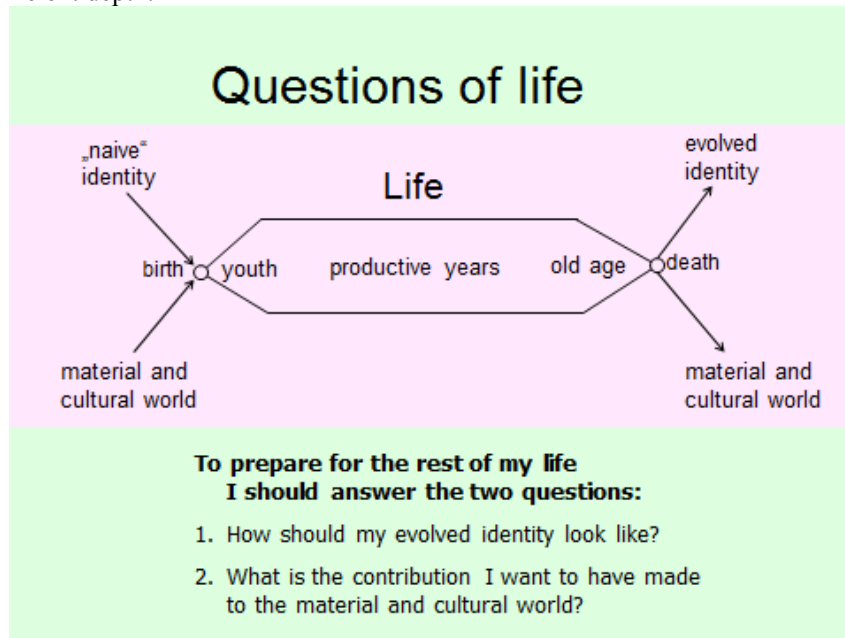 Questions of life
„naive“
identity
evolved
identity
Life
birth
youth
productive years
old age
death
material and
cultural world
material and
cultural world
To prepare for the rest of my life
I should answer the two questions:
1. How should my evolved identity look like?
2. What is the contribution I want to have made
to the material and cultural world?